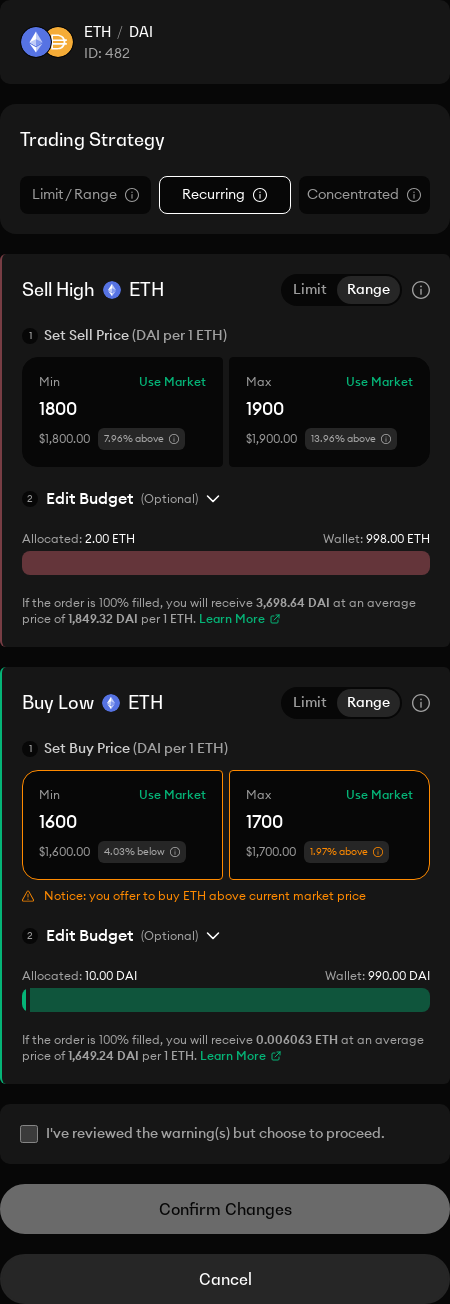 ETH / DAI
ID: 482
Trading Strategy
Limit / Range
Recurring
Concentrated
Sell High ETH
Limit
Range
1 Set Sell Price (DAI per 1 ETH)
Min Use Market
1800
$1,800.00 7.96% above
Max Use Market
1900
$1,900.00 13.96% above
2 Edit Budget (Optional)
Allocated: 2.00 ETH Wallet: 998.00 ETH
If the order is 100% filled, you will receive 3,698.64 DAI at an average
price of 1,849.32 DAI per 1 ETH. Learn More
Buy Low ETH
Limit
Range
1 Set Buy Price (DAI per 1 ETH)
Min Use Market
1600
$1,600.00 4.03% below
Max Use Market
1700
$1,700.00 1.97% above
Notice: you offer to buy ETH above current market price
2 Edit Budget (Optional)
Allocated: 10.00 DAI Wallet: 990.00 DAI
If the order is 100% filled, you will receive 0.006063 ETH at an average
price of 1,649.24 DAI per 1 ETH. Learn More
I've reviewed the warning(s) but choose to proceed.
Confirm Changes
Cancel